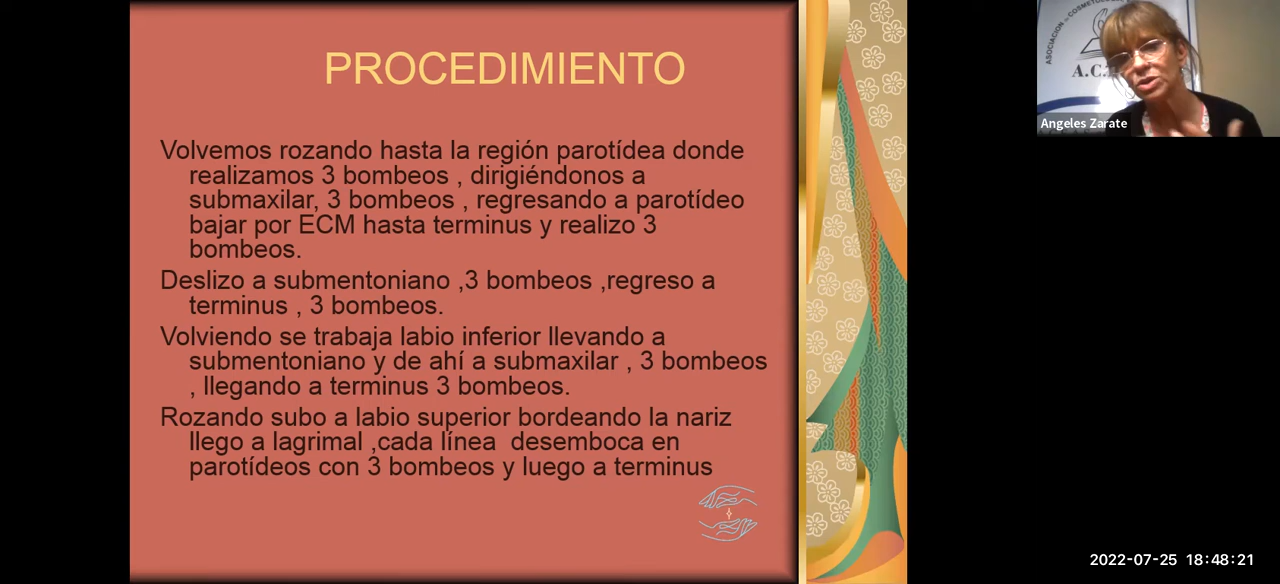 PROCEDIMIENTO
Volvemos rozando hasta la región parotídea donde
realizamos 3 bombeos , dirigiéndonos a
submaxilar, 3 bombeos , regresando a parotídeo
bajar por ECM hasta terminus y realizo 3
bombeos.
Deslizo a submentoniano ,3 bombeos ,regreso a
terminus , 3 bombeos.
Volviendo se trabaja labio inferior llevando a
submentoniano y de ahí a submaxilar , 3 bombeos
, llegando a terminus 3 bombeos.
Rozando subo a labio superior bordeando la nariz
llego a lagrimal ,cada línea  desemboca en
parotídeos con 3 bombeos y luego a terminus
Angeles Zarate
2022-07-25 18:48:21